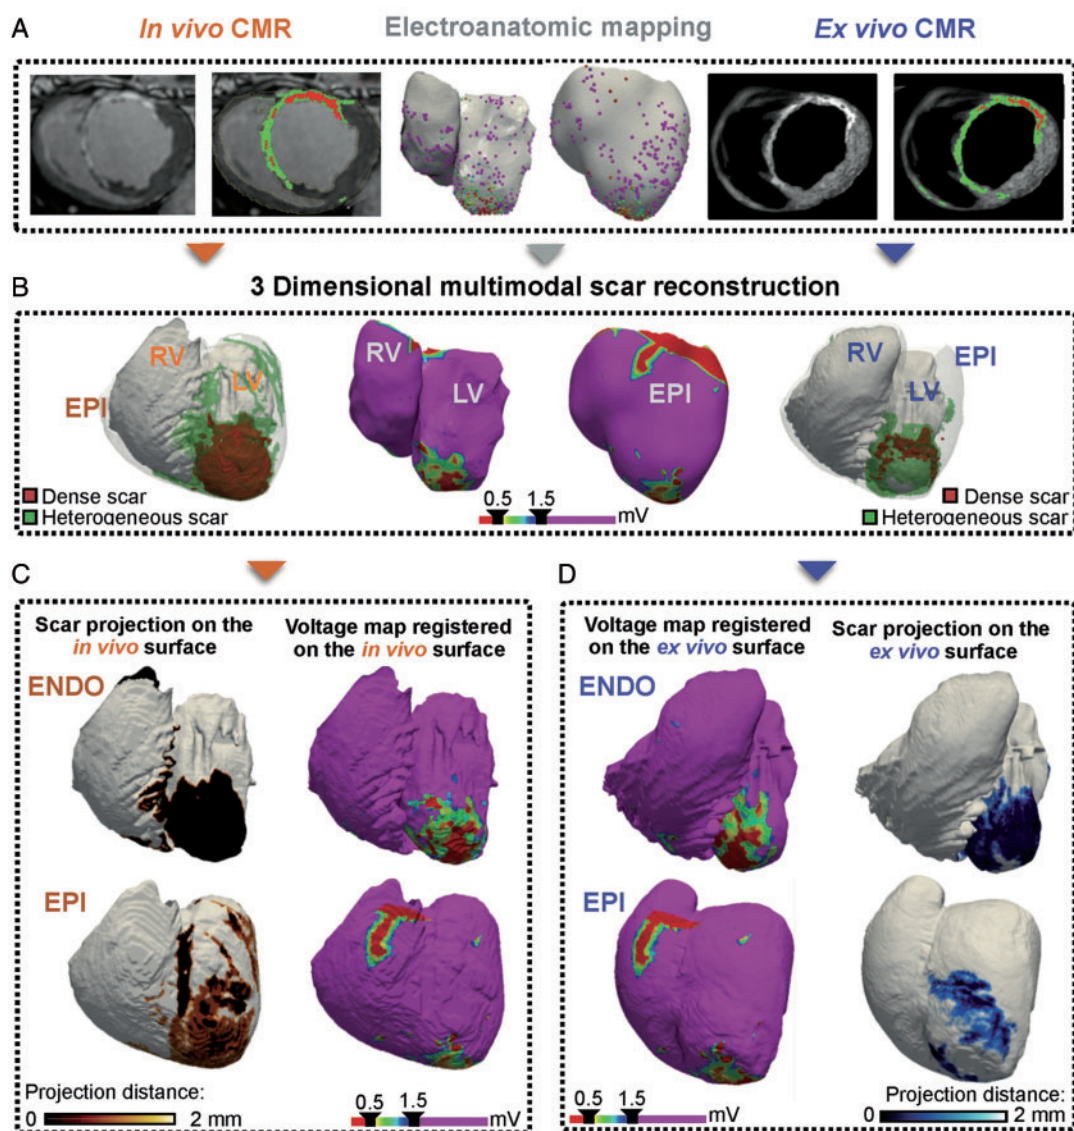 A
In vivo CMR
Electroanatomic mapping
Ex vivo CMR
B
3 Dimensional multimodal scar reconstruction
RV
LV
EPI
Dense scar
Heterogeneous scar
RV
LV
EPI
0.5 1.5
mV
RV
EPI
LV
Dense scar
Heterogeneous scar
C
Scar projection on the
in vivo surface
Voltage map registered
on the in vivo surface
ENDO
EPI
Projection distance:
0 2 mm
0.5 1.5
mV
D
Voltage map registered
on the ex vivo surface
Scar projection on the
ex vivo surface
ENDO
EPI
0.5 1.5
mV
Projection distance:
0 2 mm